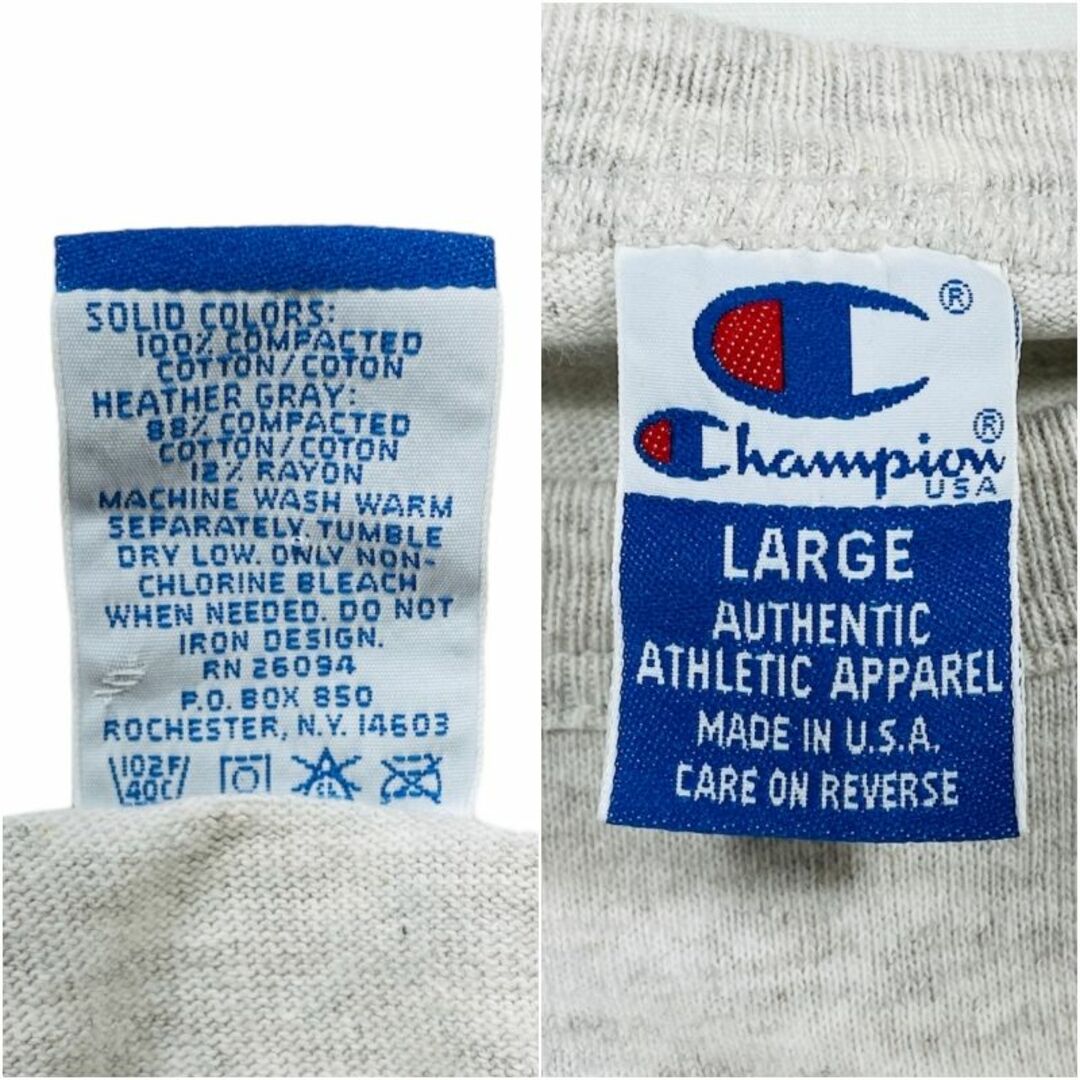 SOLID COLORS:
100% COMPACTED
COTTON/COTON
HEATHER GRAY:
88% COMPACTED
COTTON/COTON
12% RAYON
MACHINE WASH WARM
SEPARATELY, TUMBLE
DRY LOW. ONLY NON-
CHLORINE BLEACH
WHEN NEEDED. DO NOT
IRON DESIGN.
RN 26094
P.O. BOX 850
ROCHESTER, N.Y. 14603
102F
40C
CL
®
Champion ®
USA
LARGE
AUTHENTIC
ATHLETIC APPAREL
MADE IN U.S.A.
CARE ON REVERSE